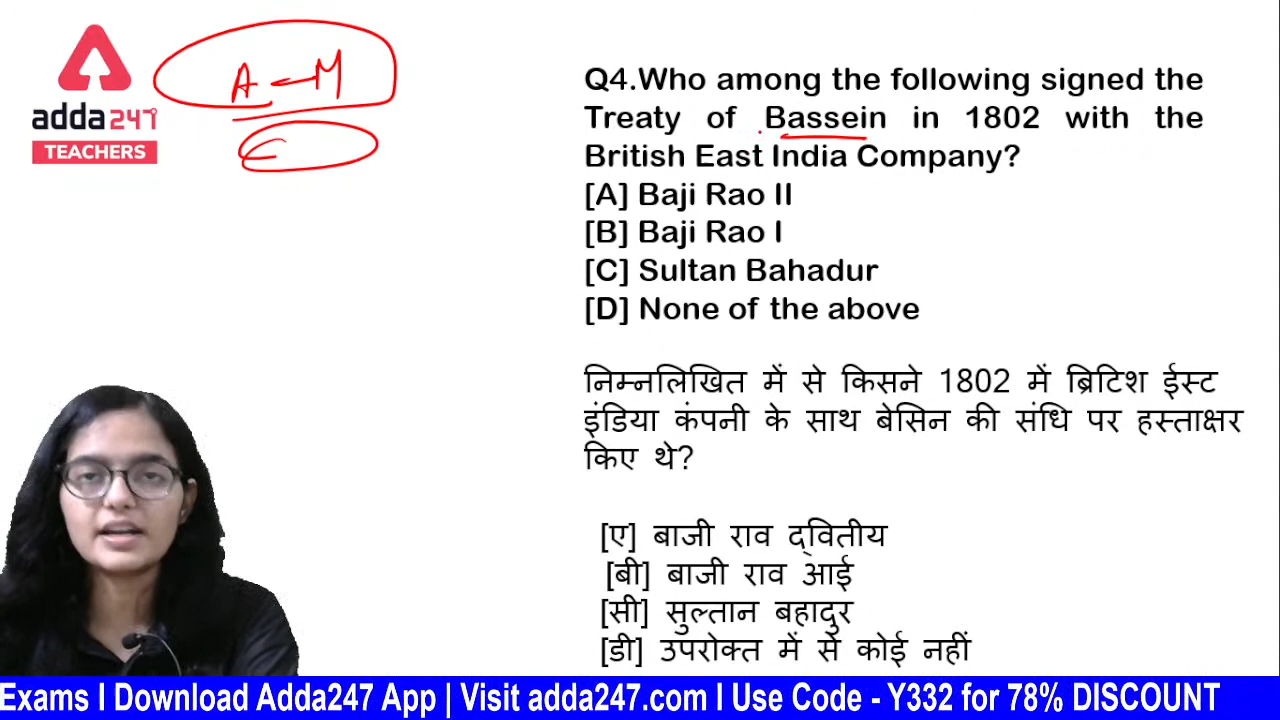 A - M
adda247
TEACHERS
Q4.Who among the following signed the
Treaty of Bassein in 1802 with the
British East India Company?
[A] Baji Rao II
[B] Baji Rao I
[C] Sultan Bahadur
[D] None of the above
निम्नलिखित में से किसने 1802 में ब्रिटिश ईस्ट
इंडिया कंपनी के साथ बेसिन की संधि पर हस्ताक्षर
किए थे?
[ए] बाजी राव द्वितीय
[बी] बाजी राव आई
[सी] सुल्तान बहादुर
[डी] उपरोक्त में से कोई नहीं
Exams I Download Adda247 App | Visit adda247.com I Use Code - Y332 for 78% DISCOUNT